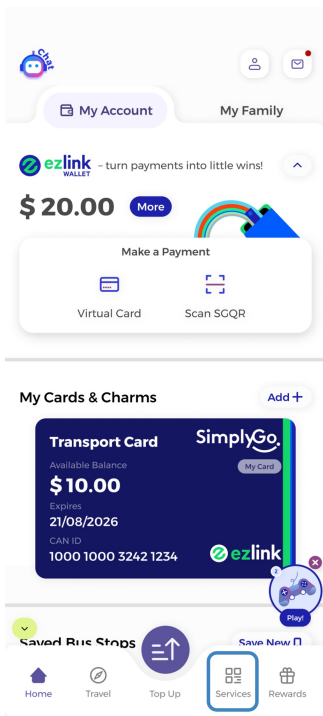 Chat
My Account
My Family
ezlink
WALLET
– turn payments into little wins!
$ 20.00
More
Make a Payment
Virtual Card
Scan SGQR
My Cards & Charms
Add +
Transport Card
SimplyGo.
Available Balance
My Card
$ 10.00
Expires
21/08/2026
CAN ID
1000 1000 3242 1234
ezlink
2
Play!
Saved Bus Stops
Save New
Home
Travel
Top Up
Services
Rewards